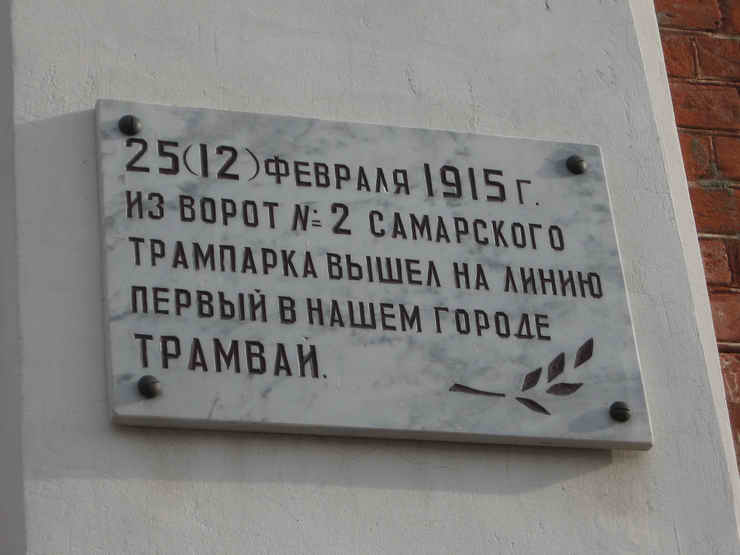 25(12) ФЕВРАЛЯ 1915 Г.
ИЗ ВОРОТ № 2 САМАРСКОГО
ТРАМПАРКА ВЫШЕЛ НА ЛИНИЮ
ПЕРВЫЙ В НАШЕМ ГОРОДЕ
ТРАМВАЙ.